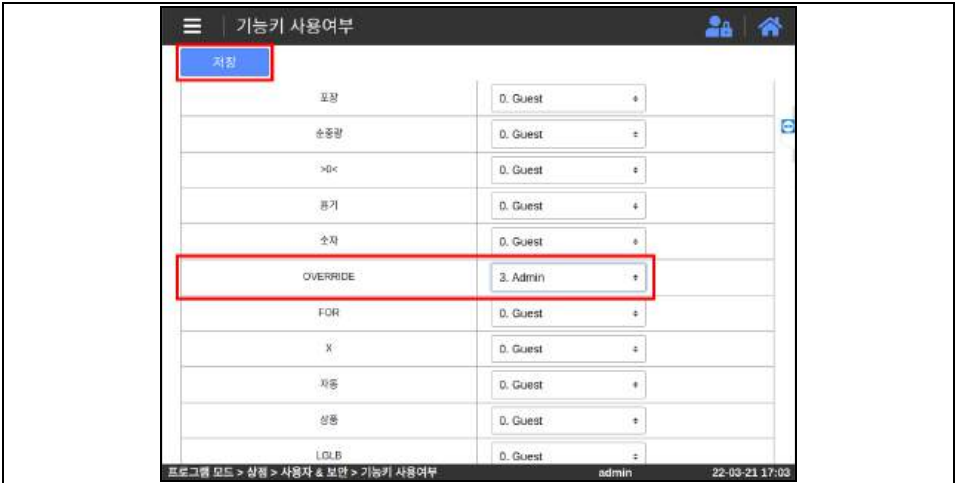 기능키 사용여부
저장
포장 0. Guest
순중량 0. Guest
>0< 0. Guest
용기 0. Guest
숫자 0. Guest
OVERRIDE 3. Admin
FOR 0. Guest
X 0. Guest
자동 0. Guest
상품 0. Guest
LGLB 0. Guest
프로그램 모드 > 상점 > 사용자 & 보안 > 기능키 사용여부 admin 22-03-21 17:03